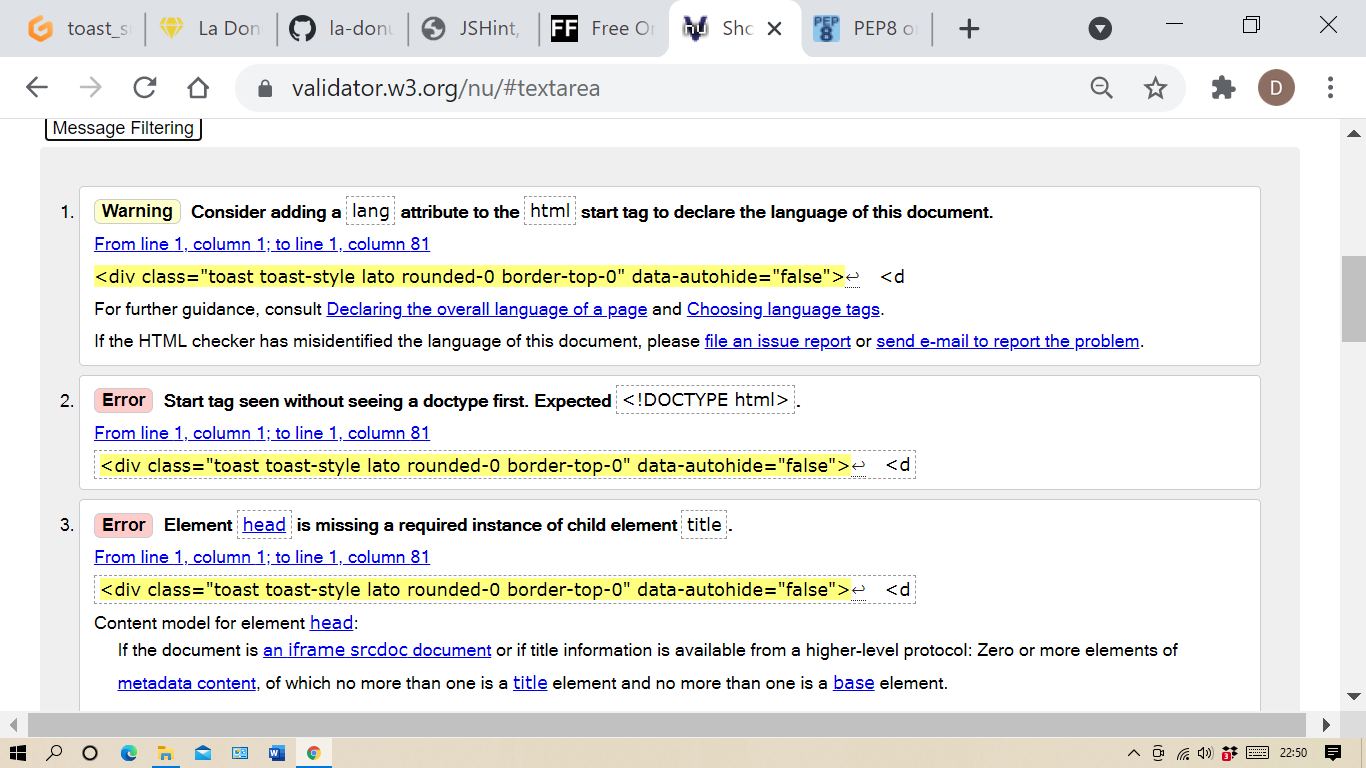 toast_s
La Don
la-donu
JSHint,
FF
Free Or
nu
Sho
PEP 8
PEP8 o
validator.w3.org/nu/#textarea
D
Message Filtering
1. Warning Consider adding a lang attribute to the html start tag to declare the language of this document.
From line 1, column 1; to line 1, column 81
<div class="toast toast-style lato rounded-0 border-top-0" data-autohide="false">↩ <d
For further guidance, consult Declaring the overall language of a page and Choosing language tags.
If the HTML checker has misidentified the language of this document, please file an issue report or send e-mail to report the problem.
2. Error Start tag seen without seeing a doctype first. Expected <!DOCTYPE html>.
From line 1, column 1; to line 1, column 81
<div class="toast toast-style lato rounded-0 border-top-0" data-autohide="false">↩ <d
3. Error Element head is missing a required instance of child element title.
From line 1, column 1; to line 1, column 81
<div class="toast toast-style lato rounded-0 border-top-0" data-autohide="false">↩ <d
Content model for element head:
If the document is an iframe srcdoc document or if title information is available from a higher-level protocol: Zero or more elements of
metadata content, of which no more than one is a title element and no more than one is a base element.
22:50